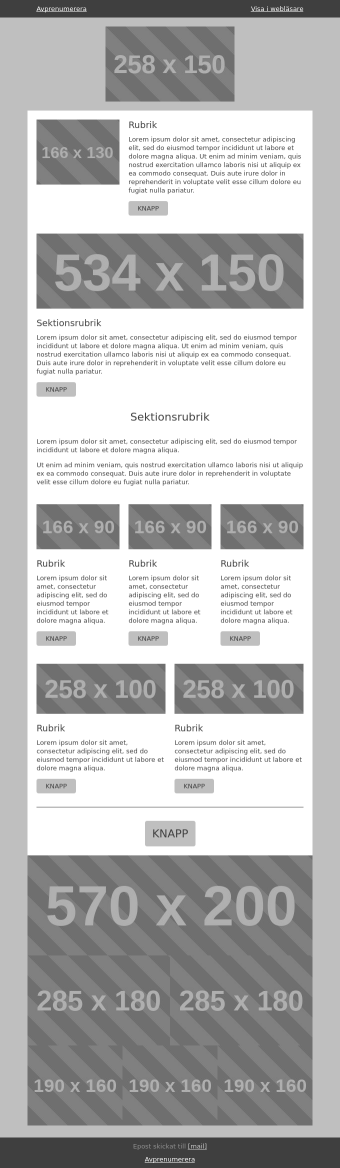 Avprenumerera Visa i webläsare
258 x 150
166 x 130
Rubrik
Lorem ipsum dolor sit amet, consectetur adipiscing
elit, sed do eiusmod tempor incididunt ut labore et
dolore magna aliqua. Ut enim ad minim veniam, quis
nostrud exercitation ullamco laboris nisi ut aliquip ex
ea commodo consequat. Duis aute irure dolor in
reprehenderit in voluptate velit esse cillum dolore eu
fugiat nulla pariatur.
KNAPP
534 x 150
Sektionsrubrik
Lorem ipsum dolor sit amet, consectetur adipiscing elit, sed do eiusmod tempor
incididunt ut labore et dolore magna aliqua. Ut enim ad minim veniam, quis
nostrud exercitation ullamco laboris nisi ut aliquip ex ea commodo consequat.
Duis aute irure dolor in reprehenderit in voluptate velit esse cillum dolore eu
fugiat nulla pariatur.
KNAPP
Sektionsrubrik
Lorem ipsum dolor sit amet, consectetur adipiscing elit, sed do eiusmod tempor
incididunt ut labore et dolore magna aliqua.
Ut enim ad minim veniam, quis nostrud exercitation ullamco laboris nisi ut aliquip
ex ea commodo consequat. Duis aute irure dolor in reprehenderit in voluptate
velit esse cillum dolore eu fugiat nulla pariatur.
166 x 90
Rubrik
Lorem ipsum dolor sit
amet, consectetur
adipiscing elit, sed do
eiusmod tempor
incididunt ut labore et
dolore magna aliqua.
KNAPP
166 x 90
Rubrik
Lorem ipsum dolor sit
amet, consectetur
adipiscing elit, sed do
eiusmod tempor
incididunt ut labore et
dolore magna aliqua.
KNAPP
166 x 90
Rubrik
Lorem ipsum dolor sit
amet, consectetur
adipiscing elit, sed do
eiusmod tempor
incididunt ut labore et
dolore magna aliqua.
KNAPP
258 x 100
Rubrik
Lorem ipsum dolor sit amet,
consectetur adipiscing elit, sed do
eiusmod tempor incididunt ut labore et
dolore magna aliqua.
KNAPP
258 x 100
Rubrik
Lorem ipsum dolor sit amet,
consectetur adipiscing elit, sed do
eiusmod tempor incididunt ut labore et
dolore magna aliqua.
KNAPP
KNAPP
570 x 200
285 x 180 285 x 180
190 x 160 190 x 160 190 x 160
Epost skickat till [mail]
Avprenumerera